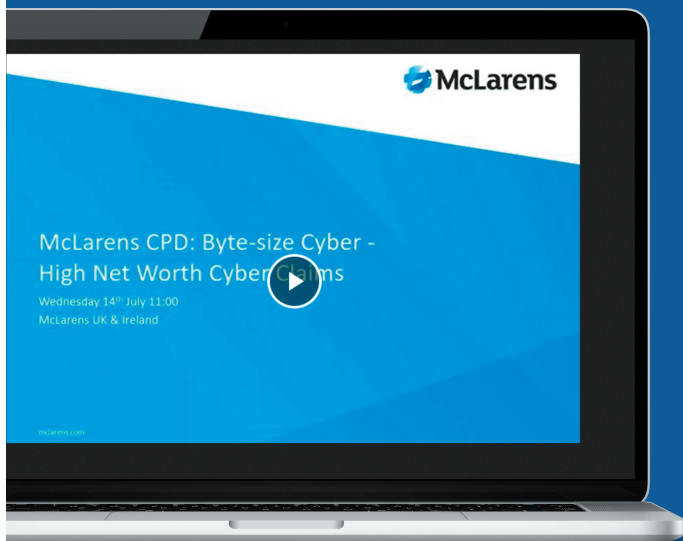 McLarens
McLarens CPD: Byte-size Cyber -
High Net Worth Cyber Claims
Wednesday 14th July 11:00
McLarens UK & Ireland
mclarens.com